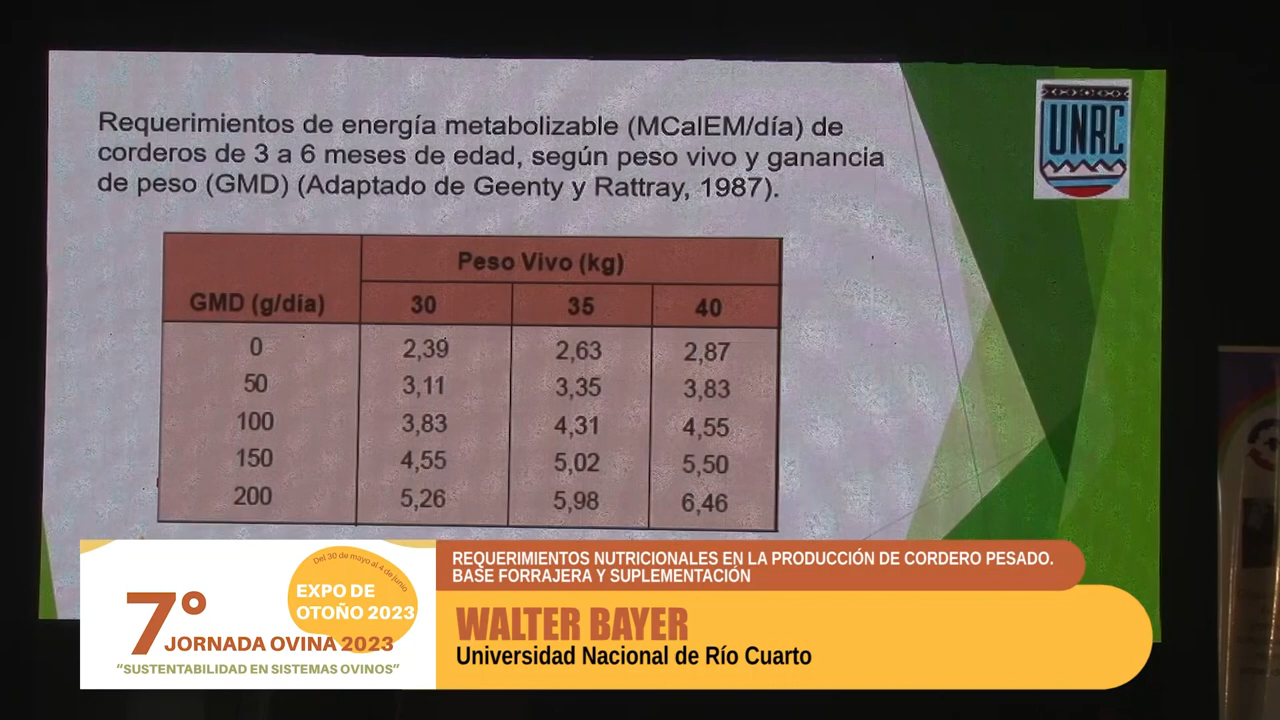 Requerimientos de energía metabolizable (MCalEM/día) de
corderos de 3 a 6 meses de edad, según peso vivo y ganancia
de peso (GMD) (Adaptado de Geenty y Rattray, 1987).
UNRC
Peso Vivo (kg)
GMD (g/día) 30 35 40
0 2,39 2,63 2,87
50 3,11 3,35 3,83
100 3,83 4,31 4,55
150 4,55 5,02 5,50
200 5,26 5,98 6,46
Del 30 de mayo al 4 de junio
EXPO DE
OTOÑO 2023
7°
JORNADA OVINA 2023
“SUSTENTABILIDAD EN SISTEMAS OVINOS”
REQUERIMIENTOS NUTRICIONALES EN LA PRODUCCIÓN DE CORDERO PESADO.
BASE FORRAJERA Y SUPLEMENTACIÓN
WALTER BAYER
Universidad Nacional de Río Cuarto